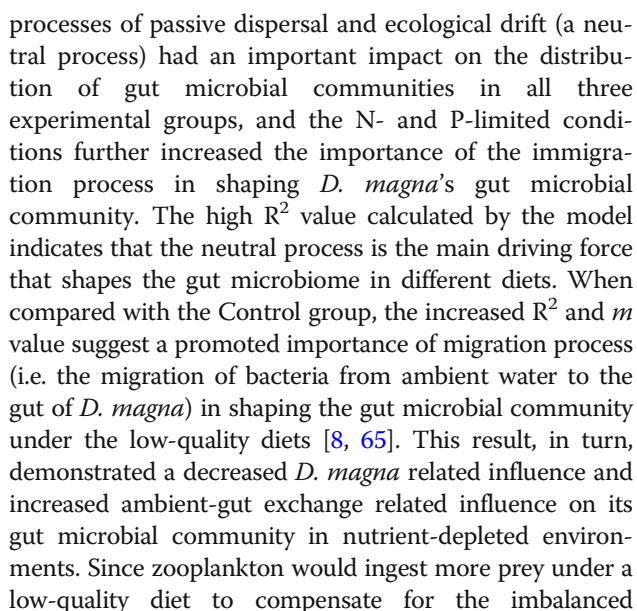 processes of passive dispersal and ecological drift (a neu-
tral process) had an important impact on the distribu-
tion of gut microbial communities in all three
experimental groups, and the N- and P-limited condi-
tions further increased the importance of the immigra-
tion process in shaping D. magna's gut microbial
community. The high R² value calculated by the model
indicates that the neutral process is the main driving force
that shapes the gut microbiome in different diets. When
compared with the Control group, the increased R² and m
value suggest a promoted importance of migration process
(i.e. the migration of bacteria from ambient water to the
gut of D. magna) in shaping the gut microbial community
under the low-quality diets [8, 65]. This result, in turn,
demonstrated a decreased D. magna related influence and
increased ambient-gut exchange related influence on its
gut microbial community in nutrient-depleted environ-
ments. Since zooplankton would ingest more prey under a
low-quality diet to compensate for the imbalanced